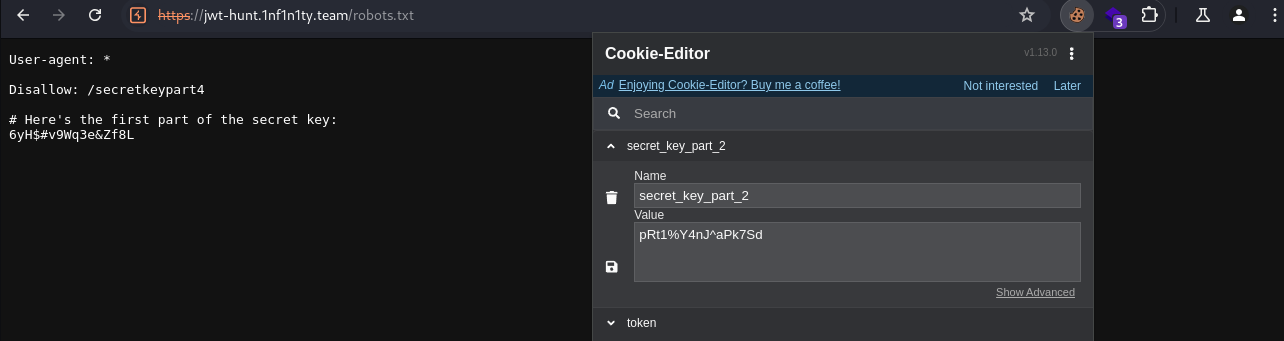 https://jwt-hunt.1nf1n1ty.team/robots.txt
3
User-agent: *
Disallow: /secretkeypart4
# Here's the first part of the secret key:
6yH$#v9Wq3e&Zf8L
Cookie-Editor
v1.13.0
Ad Enjoying Cookie-Editor? Buy me a coffee! Not interested Later
Search
secret_key_part_2
Name
secret_key_part_2
Value
pRt1%Y4nJ^aPk7Sd
Show Advanced
token